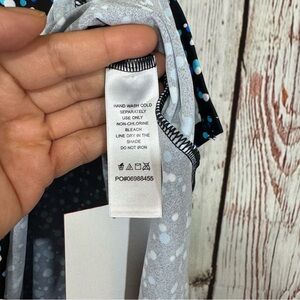 HAND WASH COLD
SEPARATELY
USE ONLY
NON-CHLORINE
BLEACH
LINE DRY IN THE
SHADE
DO NOT IRON
PO#06988455